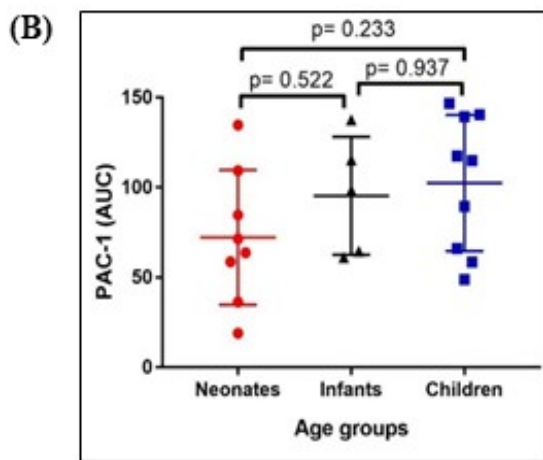 (B)
p= 0.233
p= 0.522
p= 0.937
150
100
50
0
PAC-1 (AUC)
Neonates Infants Children
Age groups